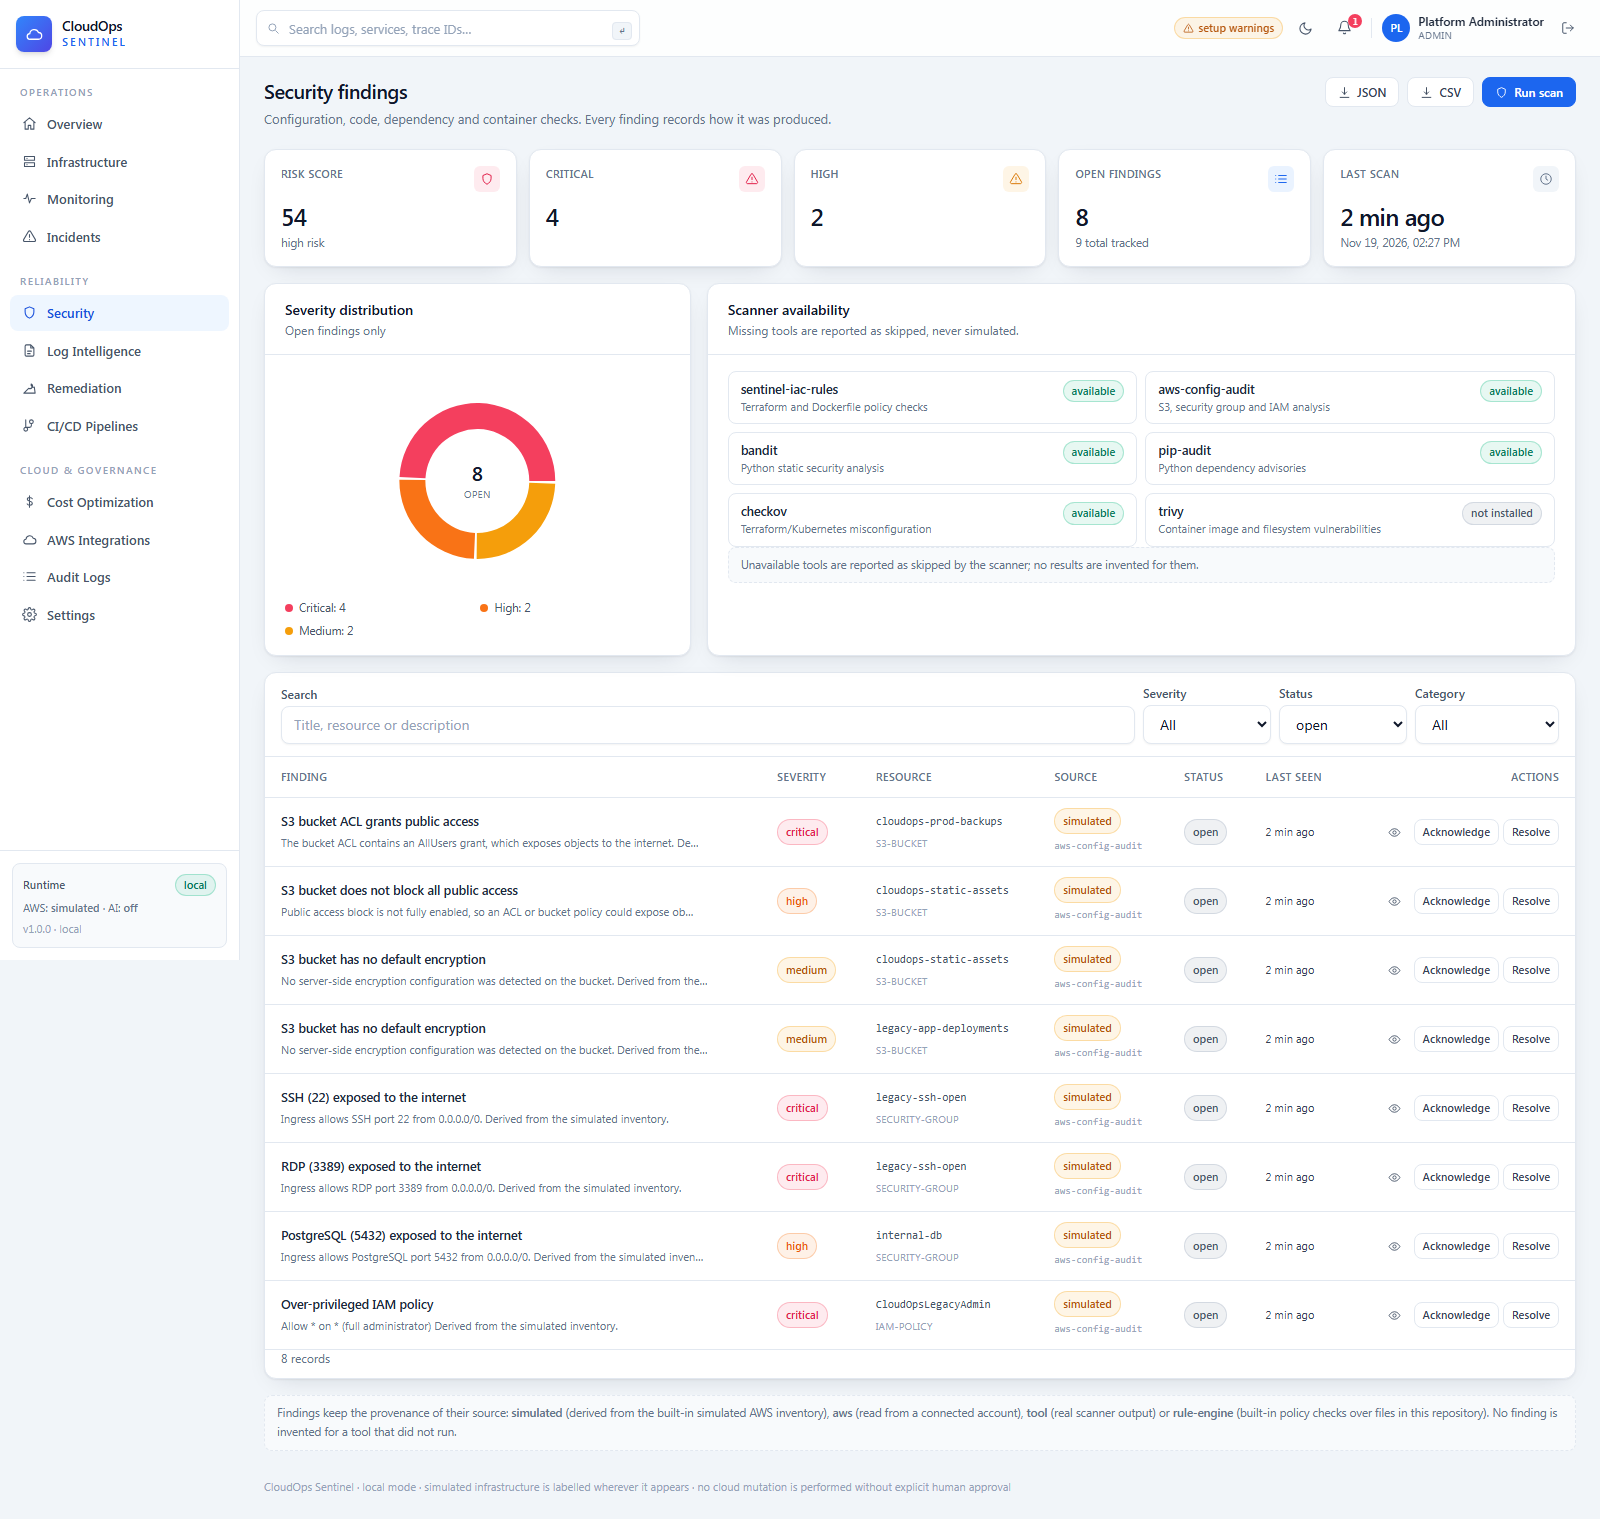 CloudOps
SENTINEL
OPERATIONS
Overview
Infrastructure
Monitoring
Incidents
RELIABILITY
Security
Log Intelligence
Remediation
CI/CD Pipelines
CLOUD & GOVERNANCE
Cost Optimization
AWS Integrations
Audit Logs
Settings
Runtime
local
AWS: simulated · AI: off
v1.0.0 · local
Search logs, services, trace IDs...
setup warnings
1
PL
Platform Administrator
ADMIN
Security findings
Configuration, code, dependency and container checks. Every finding records how it was produced.
JSON
CSV
Run scan
RISK SCORE
54
high risk
CRITICAL
4
HIGH
2
OPEN FINDINGS
8
9 total tracked
LAST SCAN
2 min ago
Nov 19, 2026, 02:27 PM
Severity distribution
Open findings only
8
OPEN
Critical: 4
High: 2
Medium: 2
Scanner availability
Missing tools are reported as skipped, never simulated.
sentinel-iac-rules
available
Terraform and Dockerfile policy checks
aws-config-audit
available
S3, security group and IAM analysis
bandit
available
Python static security analysis
pip-audit
available
Python dependency advisories
checkov
available
Terraform/Kubernetes misconfiguration
trivy
not installed
Container image and filesystem vulnerabilities
Unavailable tools are reported as skipped by the scanner; no results are invented for them.
Search
Title, resource or description
Severity
All
Status
open
Category
All
FINDING SEVERITY RESOURCE SOURCE STATUS LAST SEEN ACTIONS
S3 bucket ACL grants public access
The bucket ACL contains an AllUsers grant, which exposes objects to the internet. De...
critical
cloudops-prod-backups
S3-BUCKET
simulated
aws-config-audit
open
2 min ago
Acknowledge
Resolve
S3 bucket does not block all public access
Public access block is not fully enabled, so an ACL or bucket policy could expose ob...
high
cloudops-static-assets
S3-BUCKET
simulated
aws-config-audit
open
2 min ago
Acknowledge
Resolve
S3 bucket has no default encryption
No server-side encryption configuration was detected on the bucket. Derived from the...
medium
cloudops-static-assets
S3-BUCKET
simulated
aws-config-audit
open
2 min ago
Acknowledge
Resolve
S3 bucket has no default encryption
No server-side encryption configuration was detected on the bucket. Derived from the...
medium
legacy-app-deployments
S3-BUCKET
simulated
aws-config-audit
open
2 min ago
Acknowledge
Resolve
SSH (22) exposed to the internet
Ingress allows SSH port 22 from 0.0.0.0/0. Derived from the simulated inventory.
critical
legacy-ssh-open
SECURITY-GROUP
simulated
aws-config-audit
open
2 min ago
Acknowledge
Resolve
RDP (3389) exposed to the internet
Ingress allows RDP port 3389 from 0.0.0.0/0. Derived from the simulated inventory.
critical
legacy-ssh-open
SECURITY-GROUP
simulated
aws-config-audit
open
2 min ago
Acknowledge
Resolve
PostgreSQL (5432) exposed to the internet
Ingress allows PostgreSQL port 5432 from 0.0.0.0/0. Derived from the simulated inven...
high
internal-db
SECURITY-GROUP
simulated
aws-config-audit
open
2 min ago
Acknowledge
Resolve
Over-privileged IAM policy
Allow * on * (full administrator) Derived from the simulated inventory.
critical
CloudOpsLegacyAdmin
IAM-POLICY
simulated
aws-config-audit
open
2 min ago
Acknowledge
Resolve
8 records
Findings keep the provenance of their source: simulated (derived from the built-in simulated AWS inventory), aws (read from a connected account), tool (real scanner output) or rule-engine (built-in policy checks over files in this repository). No finding is
invented for a tool that did not run.
CloudOps Sentinel · local mode · simulated infrastructure is labelled wherever it appears · no cloud mutation is performed without explicit human approval